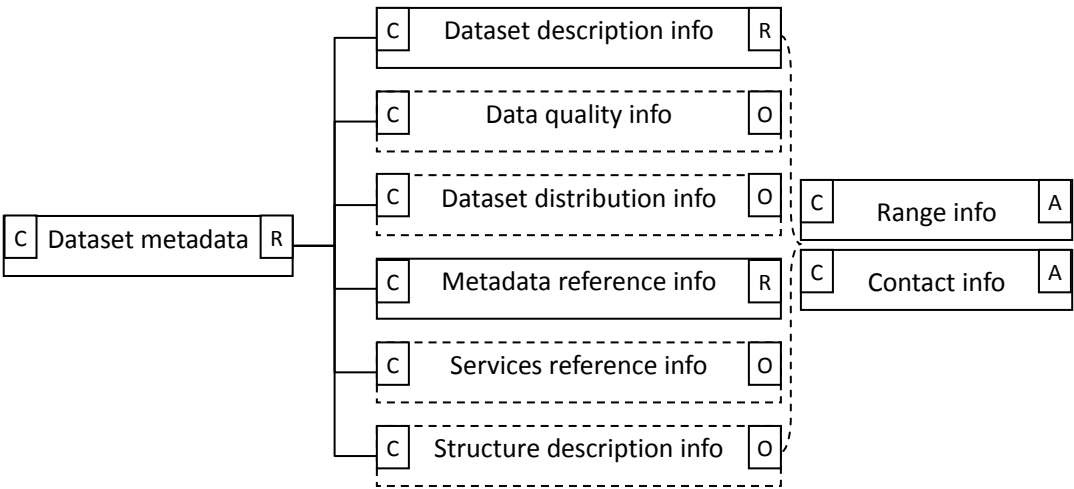 C Dataset metadata R
C Dataset description info R
C Data quality info O
C Dataset distribution info O
C Metadata reference info R
C Services reference info O
C Structure description info O
C Range info A
C Contact info A